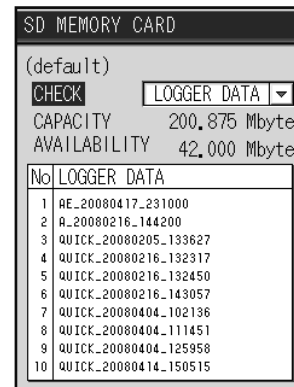 SD MEMORY CARD
(default)
CHECK LOGGER DATA
CAPACITY 200.875 Mbyte
AVAILABILITY 42.000 Mbyte
No LOGGER DATA
1 AE_20080417_231000
2 A_20080216_144200
3 QUICK_20080205_133627
4 QUICK_20080216_132317
5 QUICK_20080216_132450
6 QUICK_20080216_143057
7 QUICK_20080404_102136
8 QUICK_20080404_111451
9 QUICK_20080404_125958
10 QUICK_20080414_150515